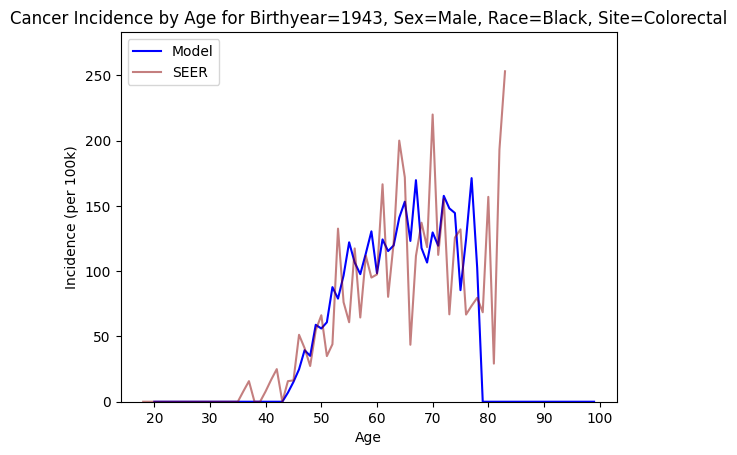 Cancer Incidence by Age for Birthyear=1943, Sex=Male, Race=Black, Site=Colorectal
Model
SEER
250
200
150
100
50
0
Incidence (per 100k)
20 30 40 50 60 70 80 90 100
Age